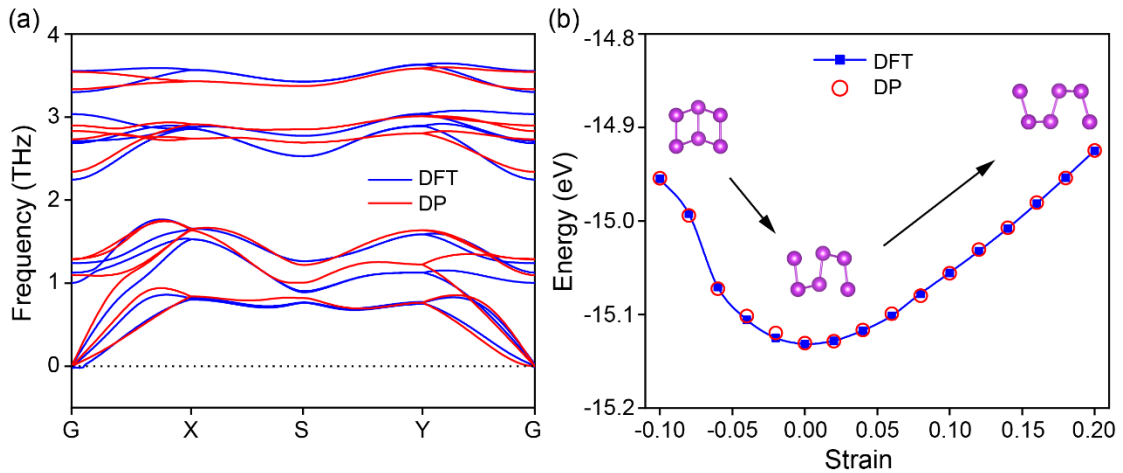 (a)
4
3
2
1
0
Frequency (THz)
DFT
DP
G X S Y G
(b)
-14.8
-14.9
-15.0
-15.1
-15.2
Energy (eV)
DFT
DP
-0.10 -0.05 0.00 0.05 0.10 0.15 0.20
Strain